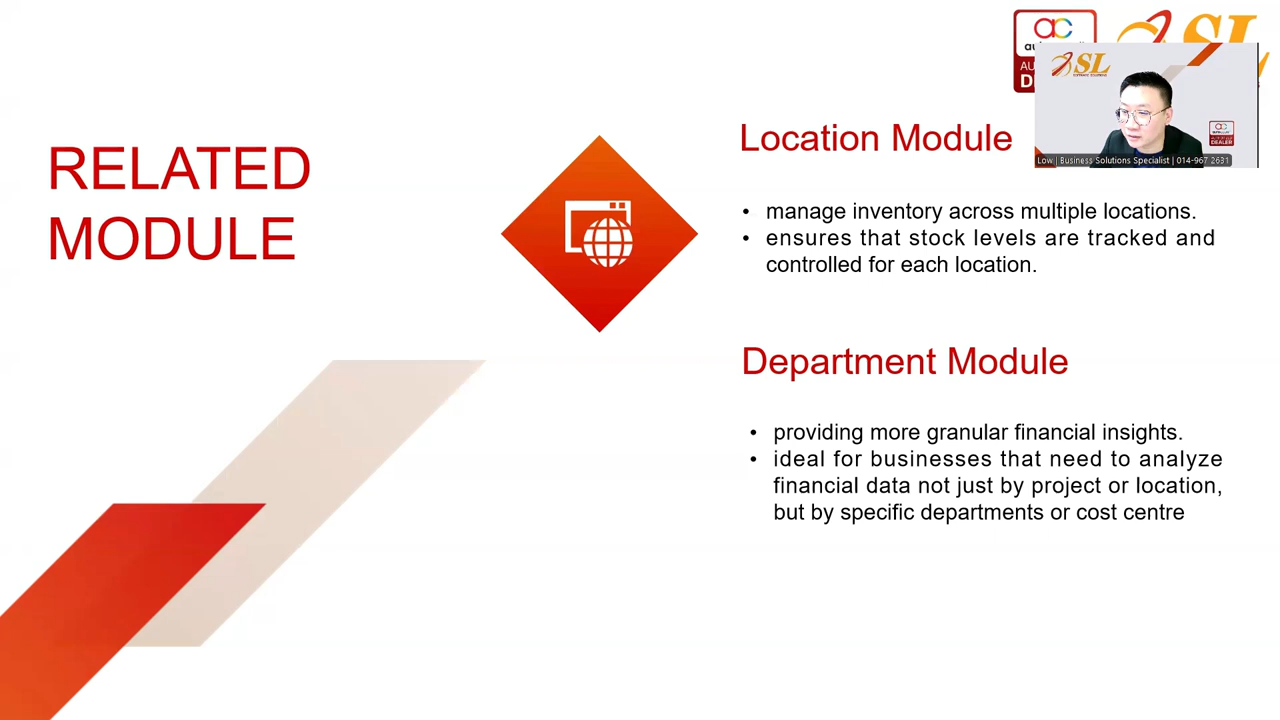 RELATED
MODULE
Location Module
• manage inventory across multiple locations.
• ensures that stock levels are tracked and
controlled for each location.
Department Module
• providing more granular financial insights.
• ideal for businesses that need to analyze
financial data not just by project or location,
but by specific departments or cost centre
SL
SL
DEALER
Low | Business Solutions Specialist | 014-967 2631